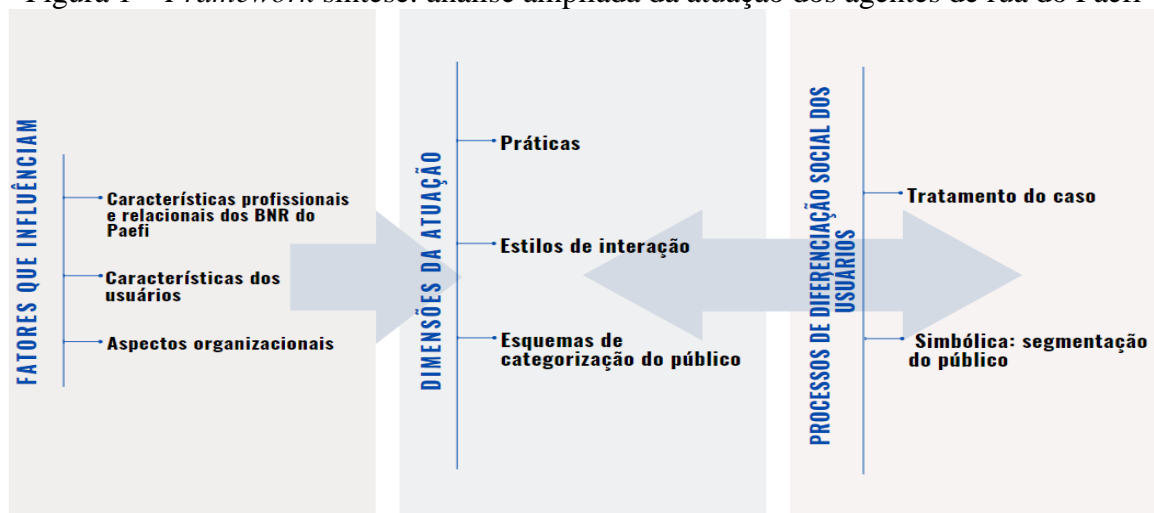 Figura 1 – Framework síntese: análise ampliada da atuação dos agentes de rua do Paefi
FATORES QUE INFLUÊNCIAM
Características profissionais
e relacionais dos BNR do
Paefi
Características dos
usuários
Aspectos organizacionais
DIMENSÕES DA ATUAÇÃO
Práticas
Estilos de interação
Esquemas de
categorização do público
PROCESSOS DE DIFERENCIAÇÃO SOCIAL DOS
USUÁRIOS
Tratamento do caso
Simbólica: segmentação
do público